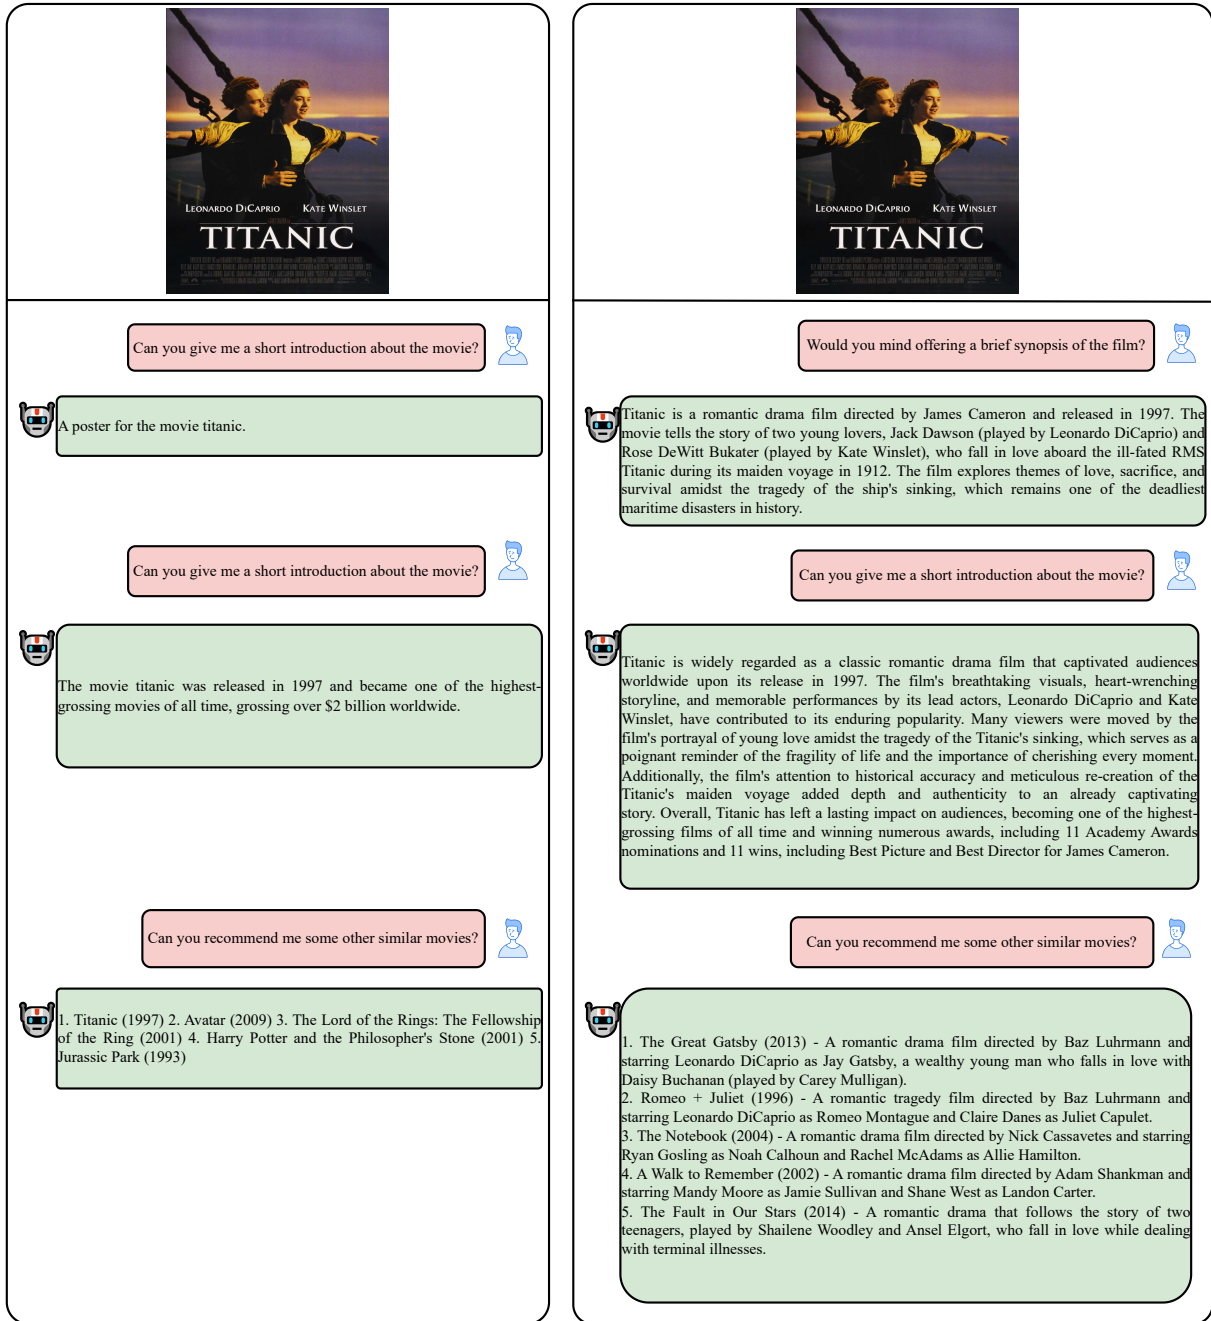 LEONARDO DICAPRIO KATE WINSLET
TITANIC
Can you give me a short introduction about the movie?
A poster for the movie titanic.
Can you give me a short introduction about the movie?
The movie titanic was released in 1997 and became one of the highest-
grossing movies of all time, grossing over $2 billion worldwide.
Can you recommend me some other similar movies?
1. Titanic (1997) 2. Avatar (2009) 3. The Lord of the Rings: The Fellowship
of the Ring (2001) 4. Harry Potter and the Philosopher's Stone (2001) 5.
Jurassic Park (1993)
LEONARDO DICAPRIO KATE WINSLET
TITANIC
Would you mind offering a brief synopsis of the film?
Titanic is a romantic drama film directed by James Cameron and released in 1997. The
movie tells the story of two young lovers, Jack Dawson (played by Leonardo DiCaprio) and
Rose DeWitt Bukater (played by Kate Winslet), who fall in love aboard the ill-fated RMS
Titanic during its maiden voyage in 1912. The film explores themes of love, sacrifice, and
survival amidst the tragedy of the ship's sinking, which remains one of the deadliest
maritime disasters in history.
Can you give me a short introduction about the movie?
Titanic is widely regarded as a classic romantic drama film that captivated audiences
worldwide upon its release in 1997. The film's breathtaking visuals, heart-wrenching
storyline, and memorable performances by its lead actors, Leonardo DiCaprio and Kate
Winslet, have contributed to its enduring popularity. Many viewers were moved by the
film's portrayal of young love amidst the tragedy of the Titanic's sinking, which serves as a
poignant reminder of the fragility of life and the importance of cherishing every moment.
Additionally, the film's attention to historical accuracy and meticulous re-creation of the
Titanic's maiden voyage added depth and authenticity to an already captivating
story. Overall, Titanic has left a lasting impact on audiences, becoming one of the highest-
grossing films of all time and winning numerous awards, including 11 Academy Awards
nominations and 11 wins, including Best Picture and Best Director for James Cameron.
Can you recommend me some other similar movies?
1. The Great Gatsby (2013) - A romantic drama film directed by Baz Luhrmann and
starring Leonardo DiCaprio as Jay Gatsby, a wealthy young man who falls in love with
Daisy Buchanan (played by Carey Mulligan).
2. Romeo + Juliet (1996) - A romantic tragedy film directed by Baz Luhrmann and
starring Leonardo DiCaprio as Romeo Montague and Claire Danes as Juliet Capulet.
3. The Notebook (2004) - A romantic drama film directed by Nick Cassavetes and starring
Ryan Gosling as Noah Calhoun and Rachel McAdams as Allie Hamilton.
4. A Walk to Remember (2002) - A romantic drama film directed by Adam Shankman and
starring Mandy Moore as Jamie Sullivan and Shane West as Landon Carter.
5. The Fault in Our Stars (2014) - A romantic drama that follows the story of two
teenagers, played by Shailene Woodley and Ansel Elgort, who fall in love while dealing
with terminal illnesses.